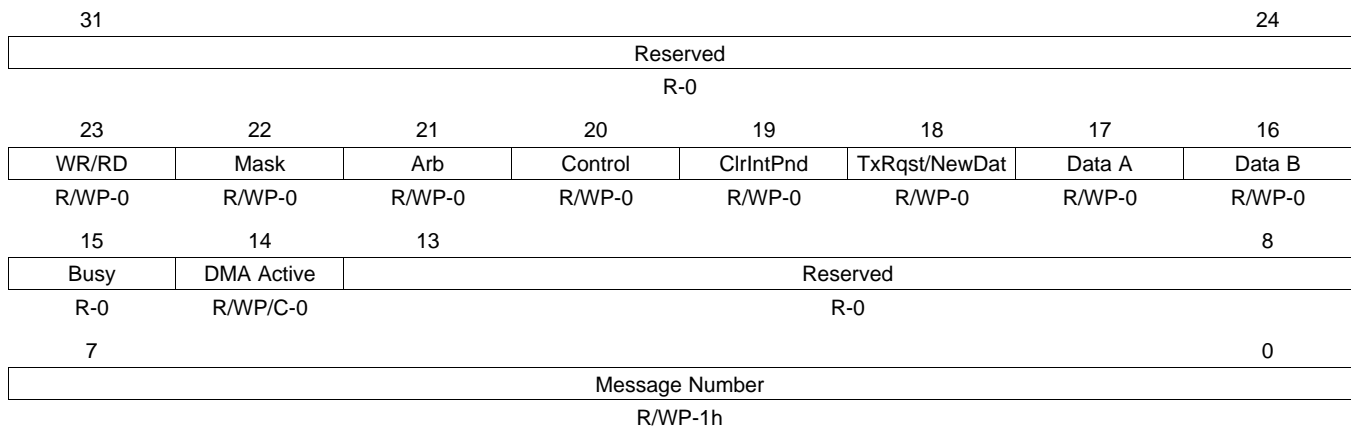 31 24
Reserved
R-0
23 22 21 20 19 18 17 16
WR/RD Mask Arb Control ClrIntPnd TxRqst/NewDat Data A Data B
R/WP-0 R/WP-0 R/WP-0 R/WP-0 R/WP-0 R/WP-0 R/WP-0 R/WP-0
15 14 13 8
Busy DMA Active Reserved
R-0 R/WP/C-0 R-0
7 0
Message Number
R/WP-1h